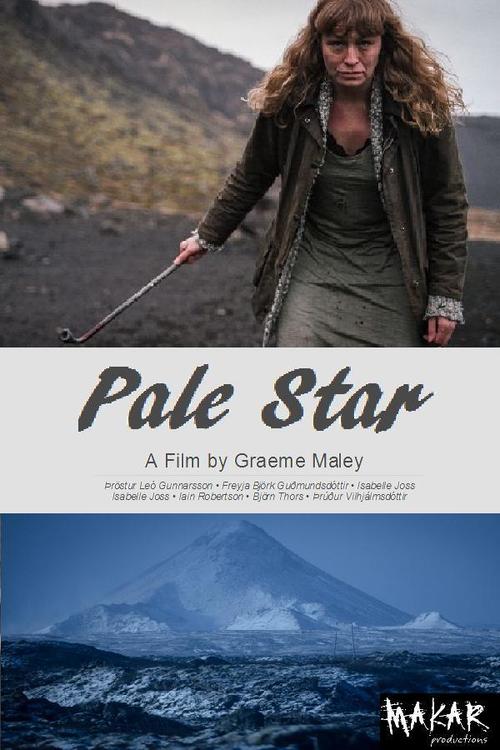 Pale Star
A Film by Graeme Maley
Þröstur Leó Gunnarsson • Freyja Björk Guðmundsdóttir • Isabelle Joss
Isabelle Joss • Iain Robertson • Björn Thors • Þrúður Vilhjálmsdóttir
MAKAR
productions